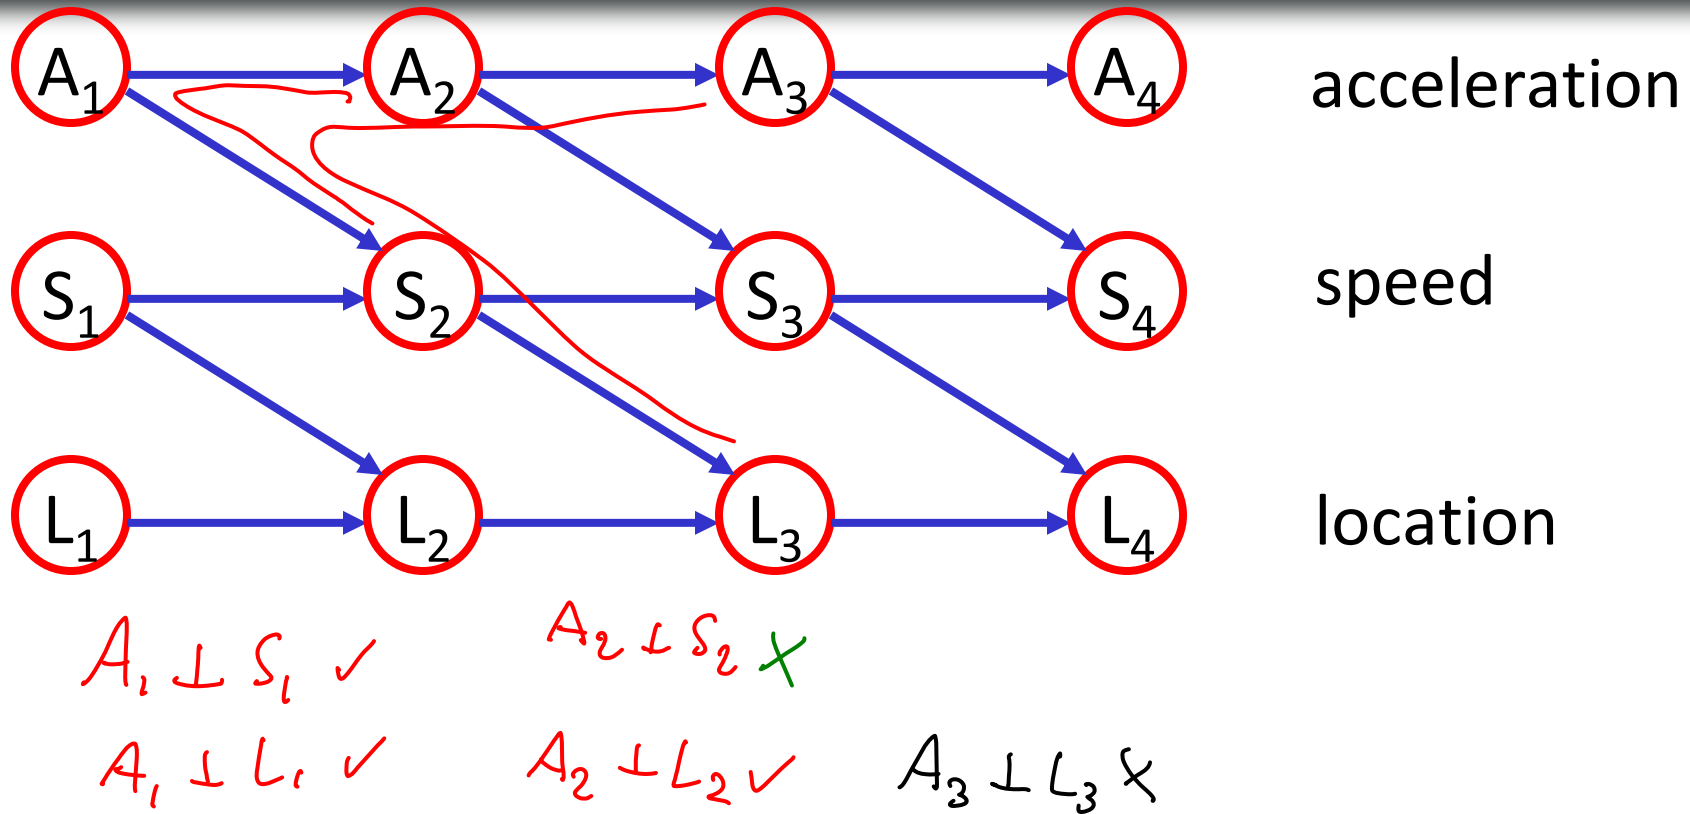 A₁ A₂ A₃ A₄ acceleration
S₁ S₂ S₃ S₄ speed
L₁ L₂ L₃ L₄ location
A₁ ⊥ S₁ ✓ A₂ ⊥ S₂ ✗
A₁ ⊥ L₁ ✓ A₂ ⊥ L₂ ✓ A₃ ⊥ L₃ ✗